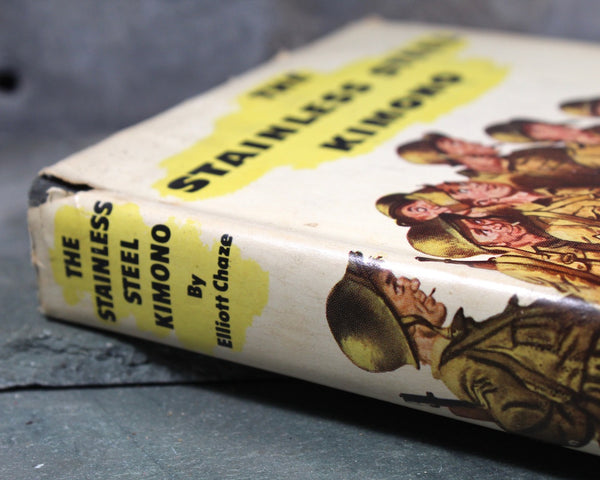 THE
STAINLESS STEEL
KIMONO
THE
STAINLESS
STEEL
KIMONO
By
Elliott Chaze